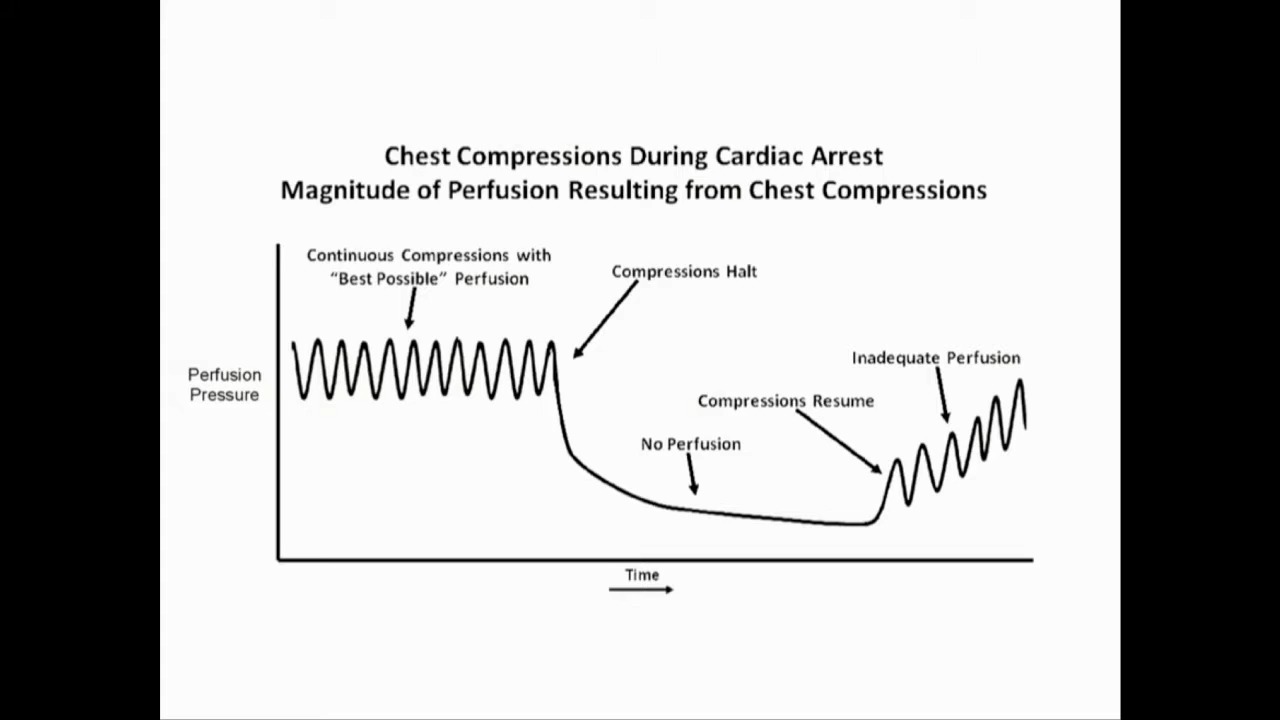 Chest Compressions During Cardiac Arrest
Magnitude of Perfusion Resulting from Chest Compressions
Continuous Compressions with
“Best Possible” Perfusion
Compressions Halt
Inadequate Perfusion
Perfusion
Pressure
Compressions Resume
No Perfusion
Time